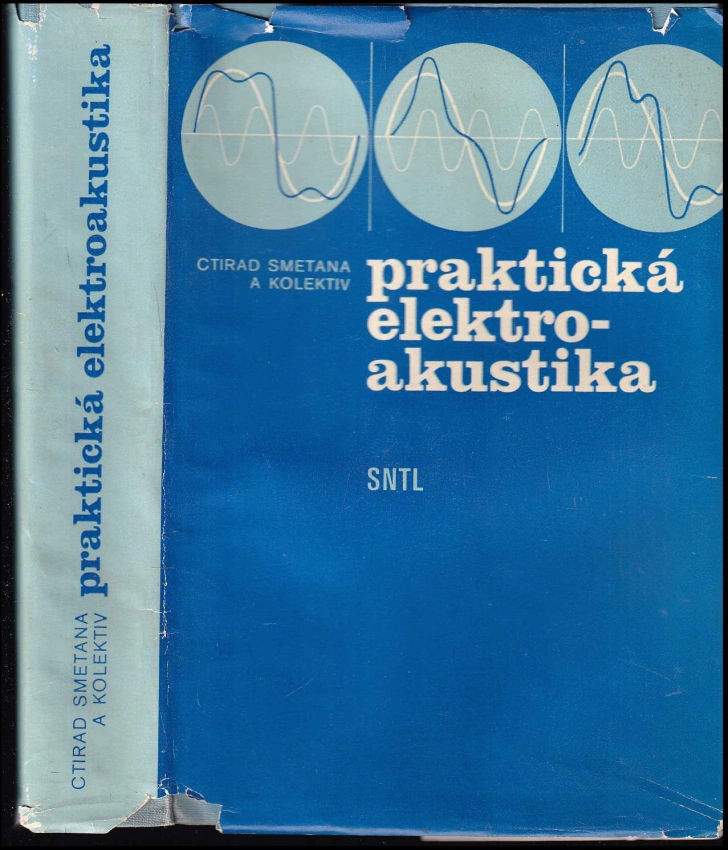 CTIRAD SMETANA
A KOLEKTIV
praktická elektroakustika
CTIRAD SMETANA
A KOLEKTIV
praktická
elektro-
akustika
SNTL